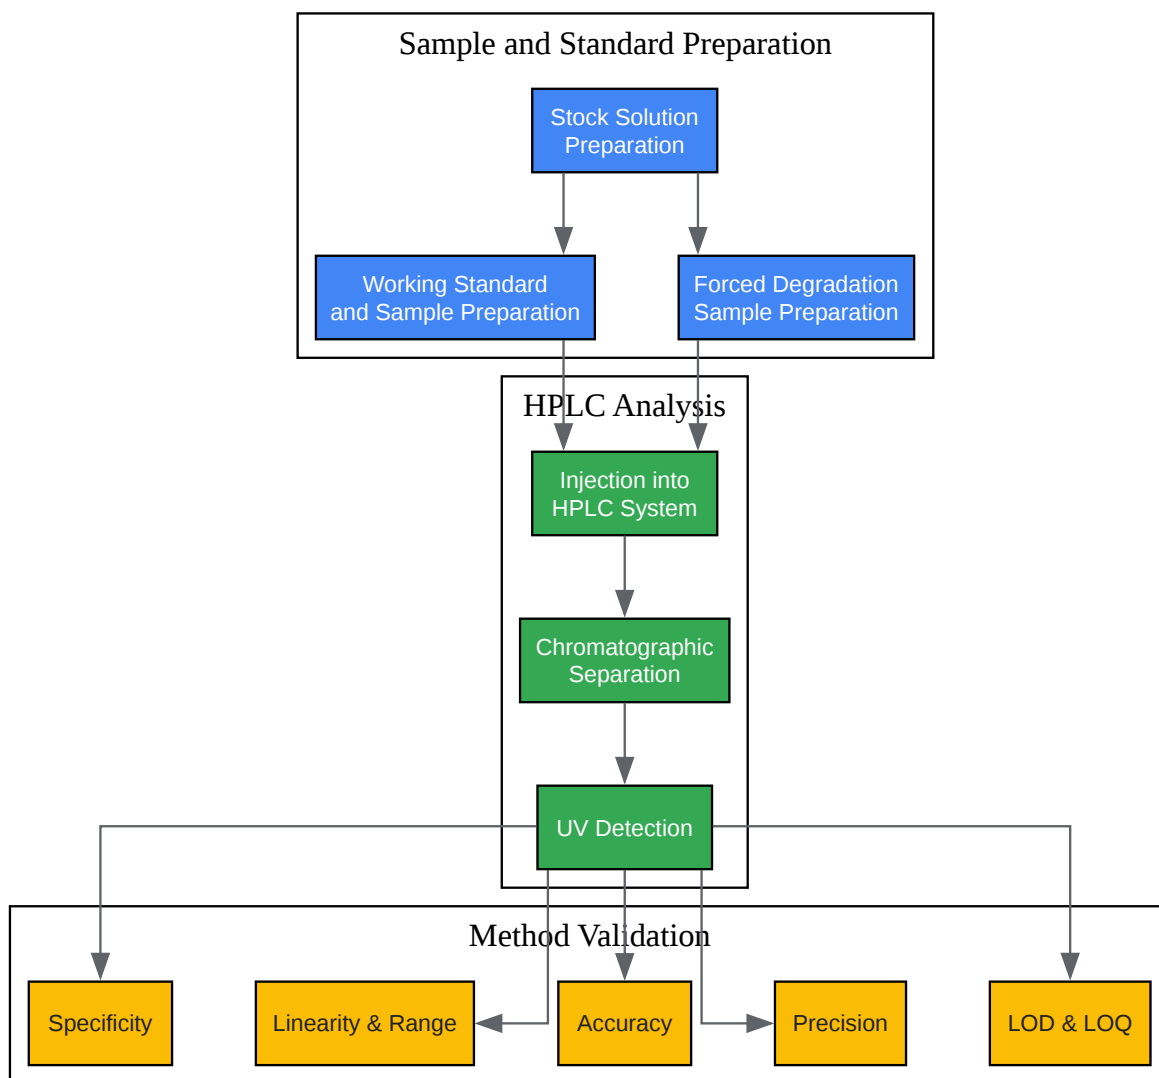 Sample and Standard Preparation
Stock Solution
Preparation
Working Standard
and Sample Preparation
Forced Degradation
Sample Preparation
HPLC Analysis
Injection into
HPLC System
Chromatographic
Separation
UV Detection
Method Validation
Specificity
Linearity & Range
Accuracy
Precision
LOD & LOQ